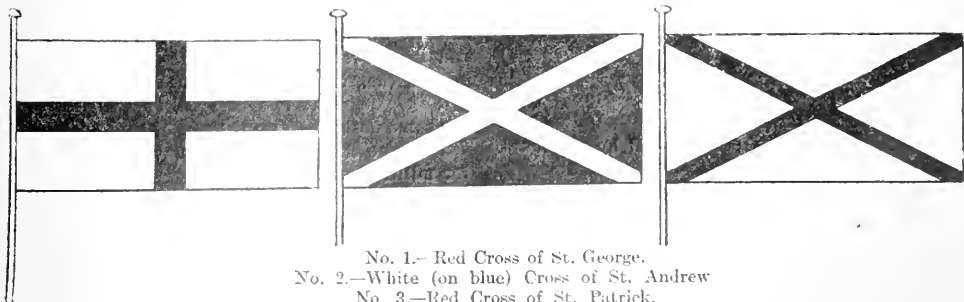 No. 1.– Red Cross of St. George.
No. 2.—White (on blue) Cross of St. Andrew
No. 3.—Red Cross of St. Patrick.